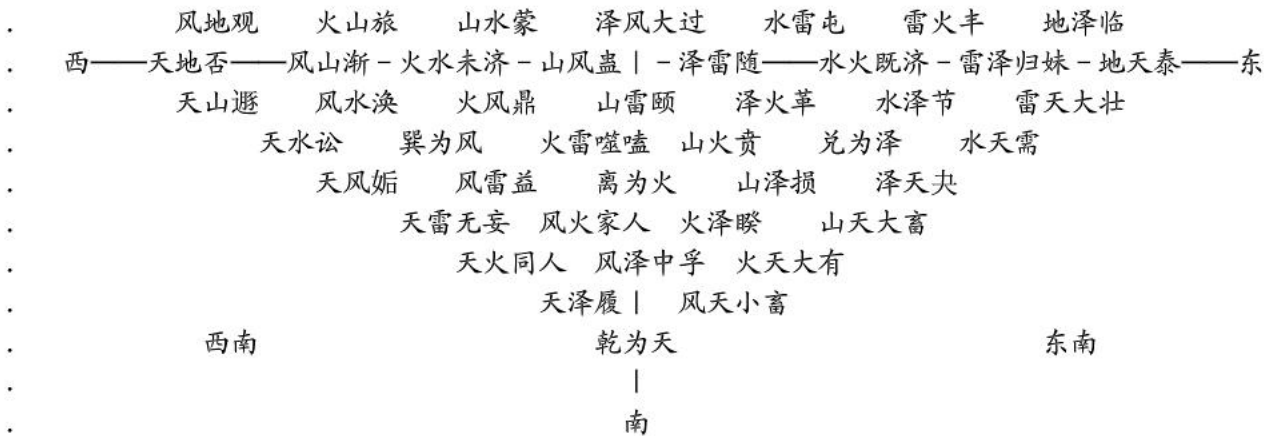 . 风地观 火山旅 山水蒙 泽风大过 水雷屯 雷火丰 地泽临
. 西——天地否——风山渐－火水未济－山风蛊｜－泽雷随——水火既济－雷泽归妹－地天泰——东
. 天山遯 风水涣 火风鼎 山雷颐 泽火革 水泽节 雷天大壮
. 天水讼 巽为风 火雷噬嗑 山火贲 兑为泽 水天需
. 天风姤 风雷益 离为火 山泽损 泽天夬
. 天雷无妄 风火家人 火泽睽 山天大畜
. 天火同人 风泽中孚 火天大有
. 天泽履｜ 风天小畜
. 西南 乾为天 东南
. ｜
. 南